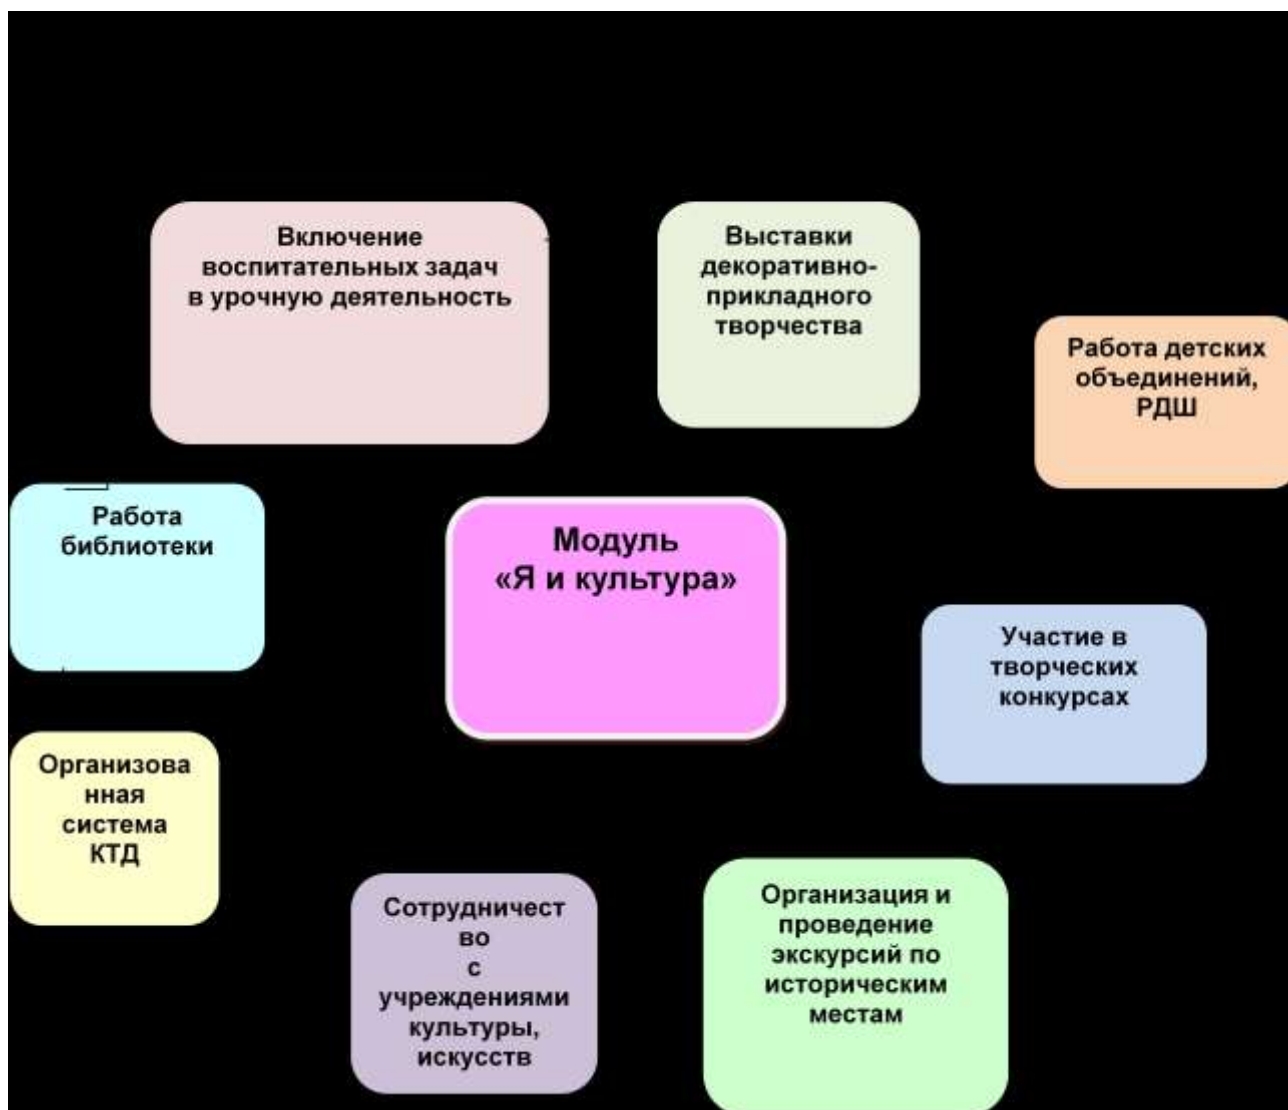 Включение
воспитательных задач
в урочную деятельность
Выставки
декоративно-
прикладного
творчества
Работа детских
объединений,
РДШ
Работа
библиотеки
Модуль
«Я и культура»
Участие в
творческих
конкурсах
Организова
нная
система
КТД
Сотрудничест
во
с
учреждениями
культуры,
искусств
Организация и
проведение
экскурсий по
историческим
местам